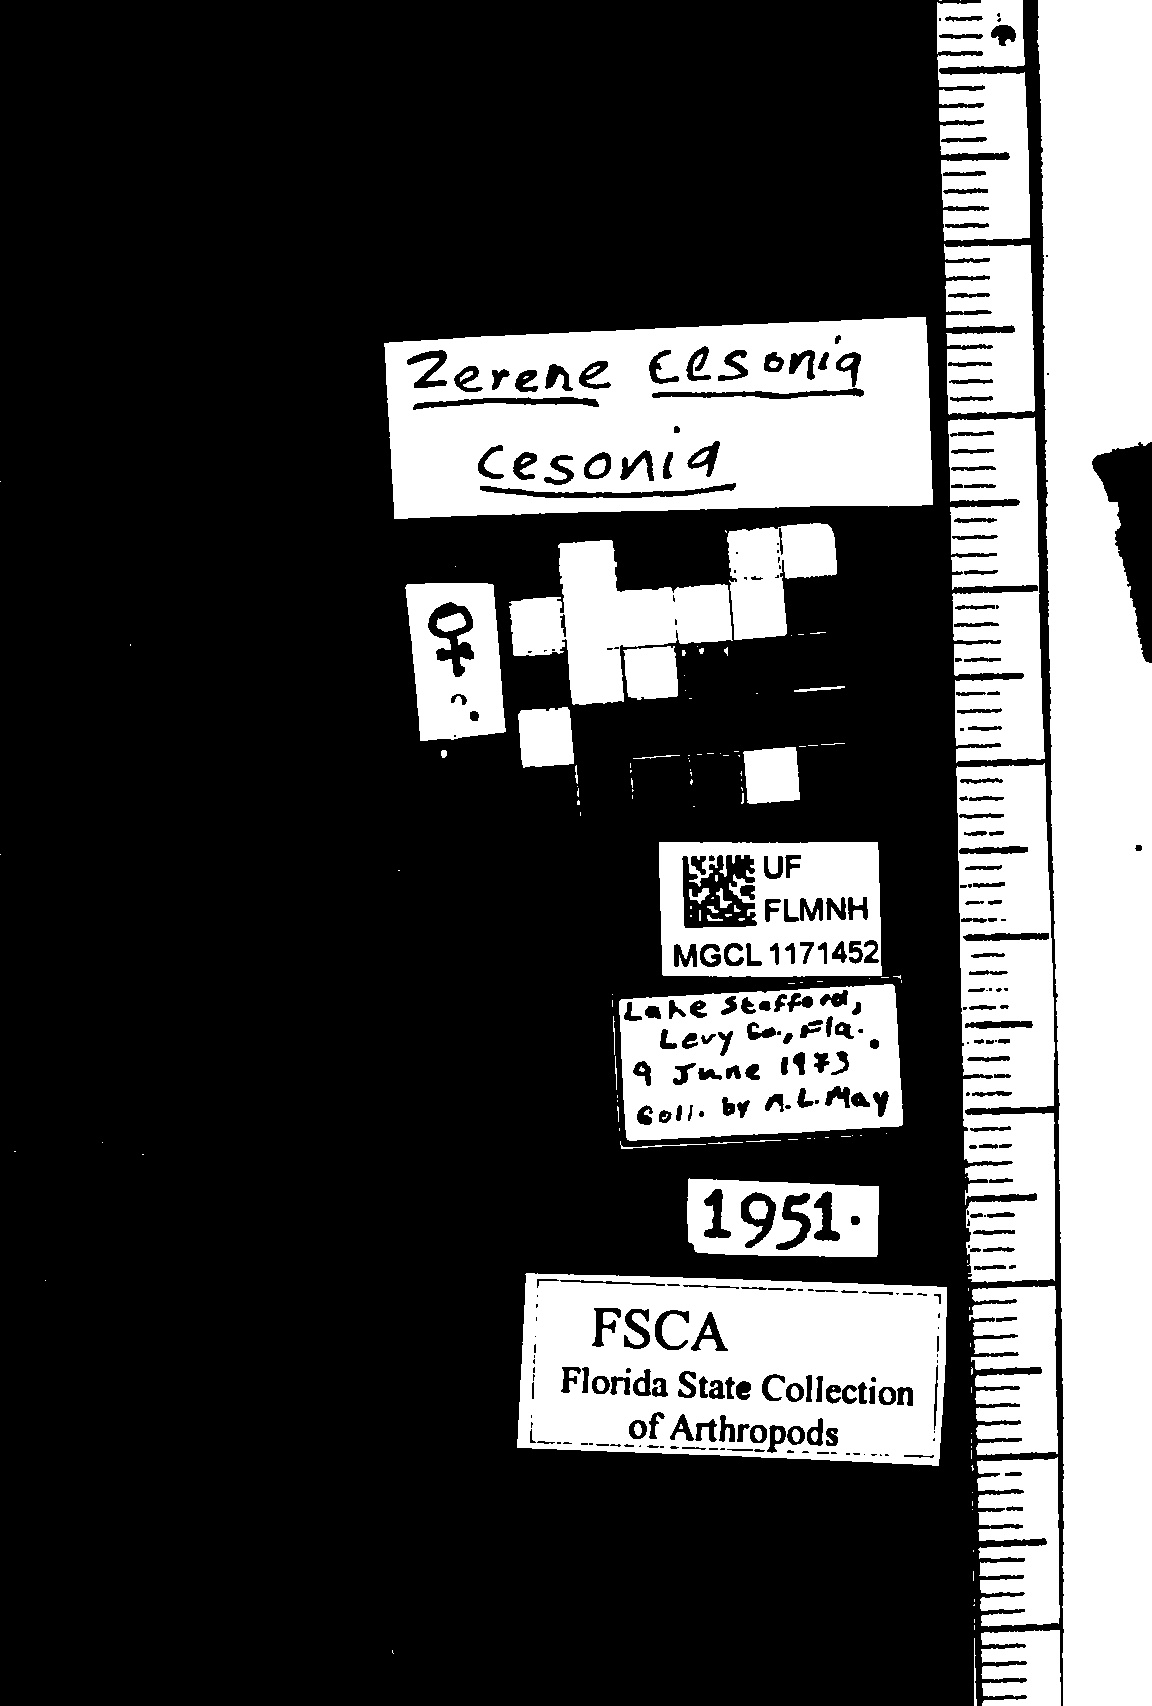 Zerene cesonia
cesonia
♀
UF
FLMNH
MGCL 1171452
Lake Stafford,
Levy Co., Fla.
9 June 1973
Coll. by M.L. May
1951.
FSCA
Florida State Collection
of Arthropods